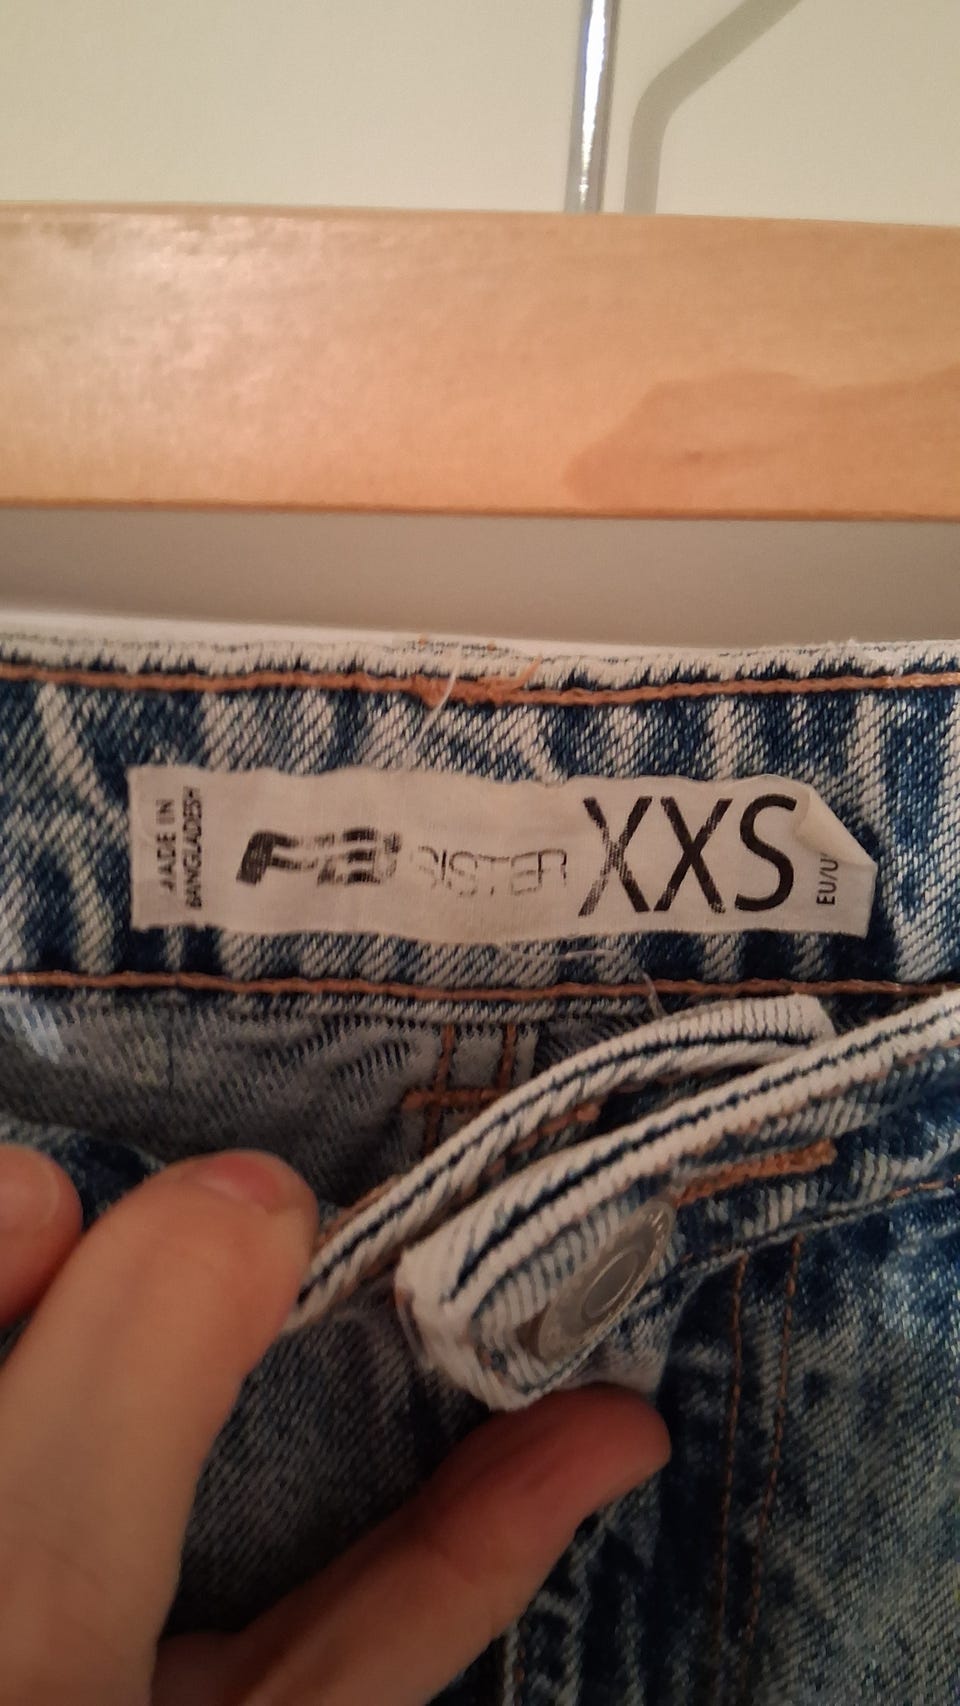 MADE IN
BANGLADESH
FB SISTER
XXS
EU/U